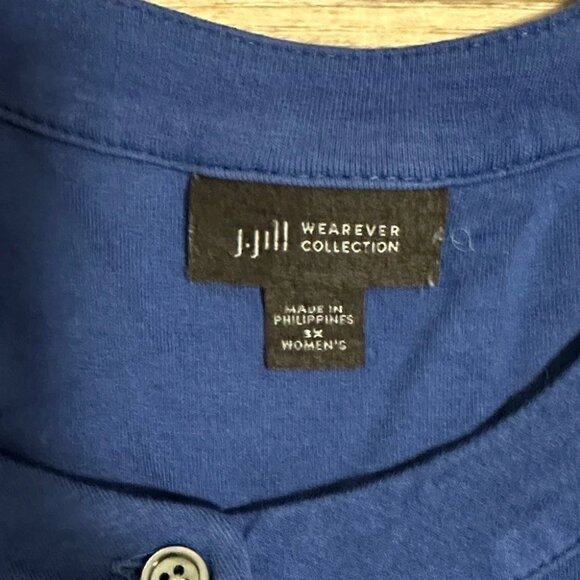 J.Jill WEAREVER
COLLECTION
MADE IN
PHILIPPINES
3X
WOMEN'S